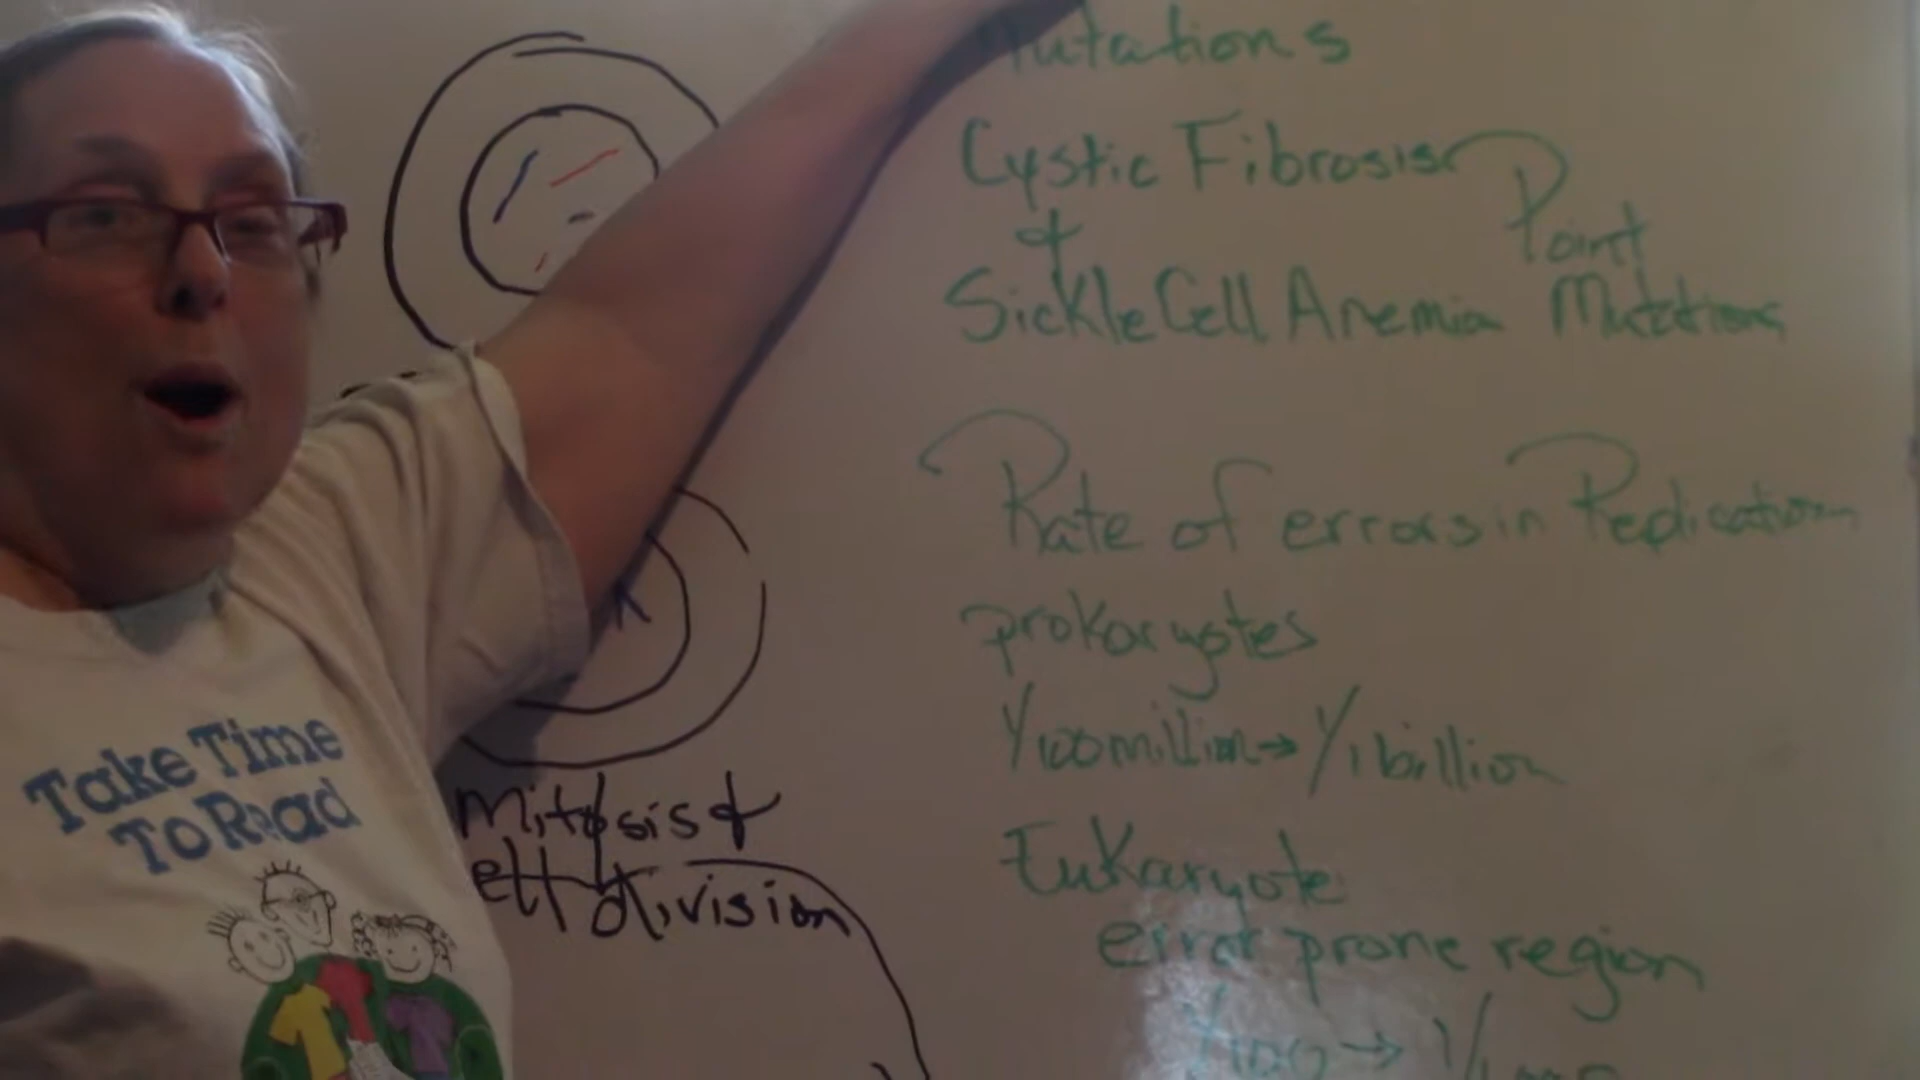 Mutations
Cystic Fibrosis
&
Sickle Cell Anemia
Point
Mutations
Rate of errors in Replication
prokaryotes
1/100 million → 1/1 billion
Eukaryote
error prone region
Mitosis &
ell division
Take Time
To Read